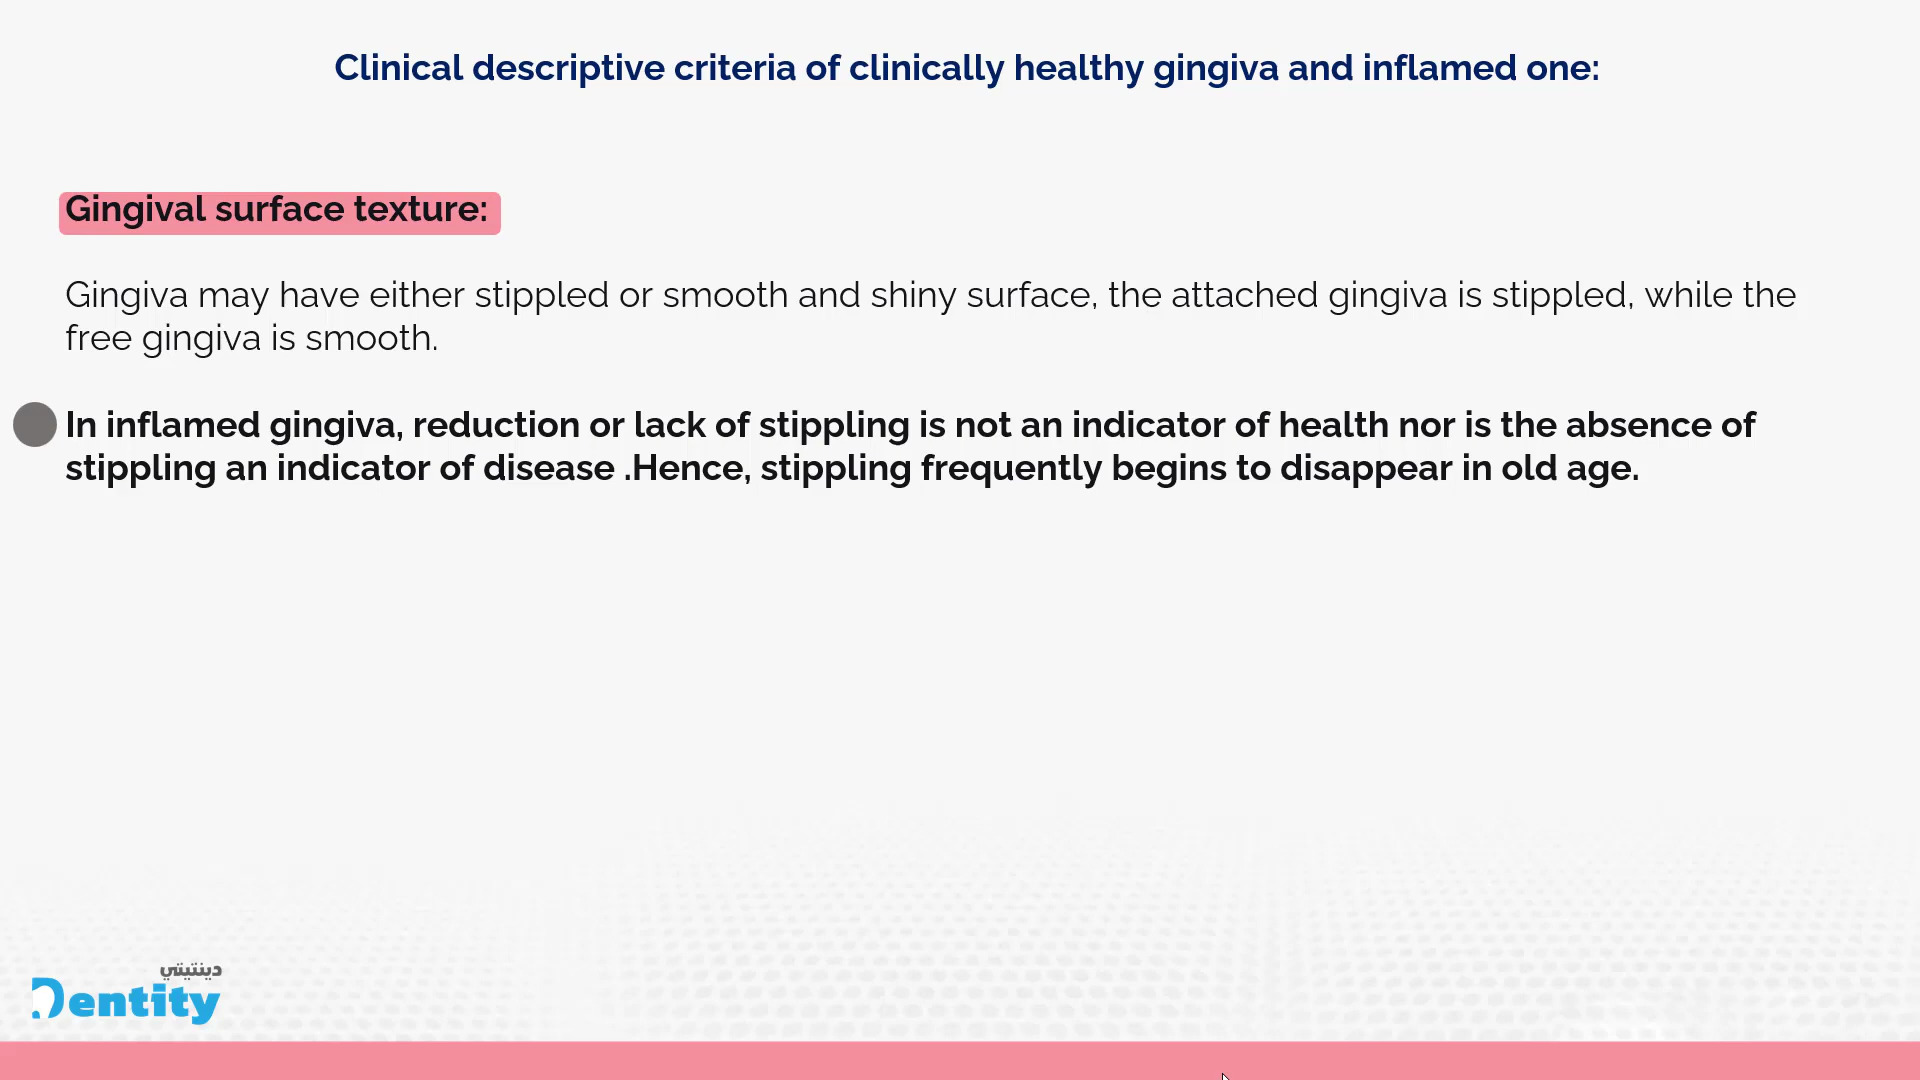 Clinical descriptive criteria of clinically healthy gingiva and inflamed one:
Gingival surface texture:
Gingiva may have either stippled or smooth and shiny surface, the attached gingiva is stippled, while the
free gingiva is smooth.
In inflamed gingiva, reduction or lack of stippling is not an indicator of health nor is the absence of
stippling an indicator of disease .Hence, stippling frequently begins to disappear in old age.
دينتيتي
Dentity